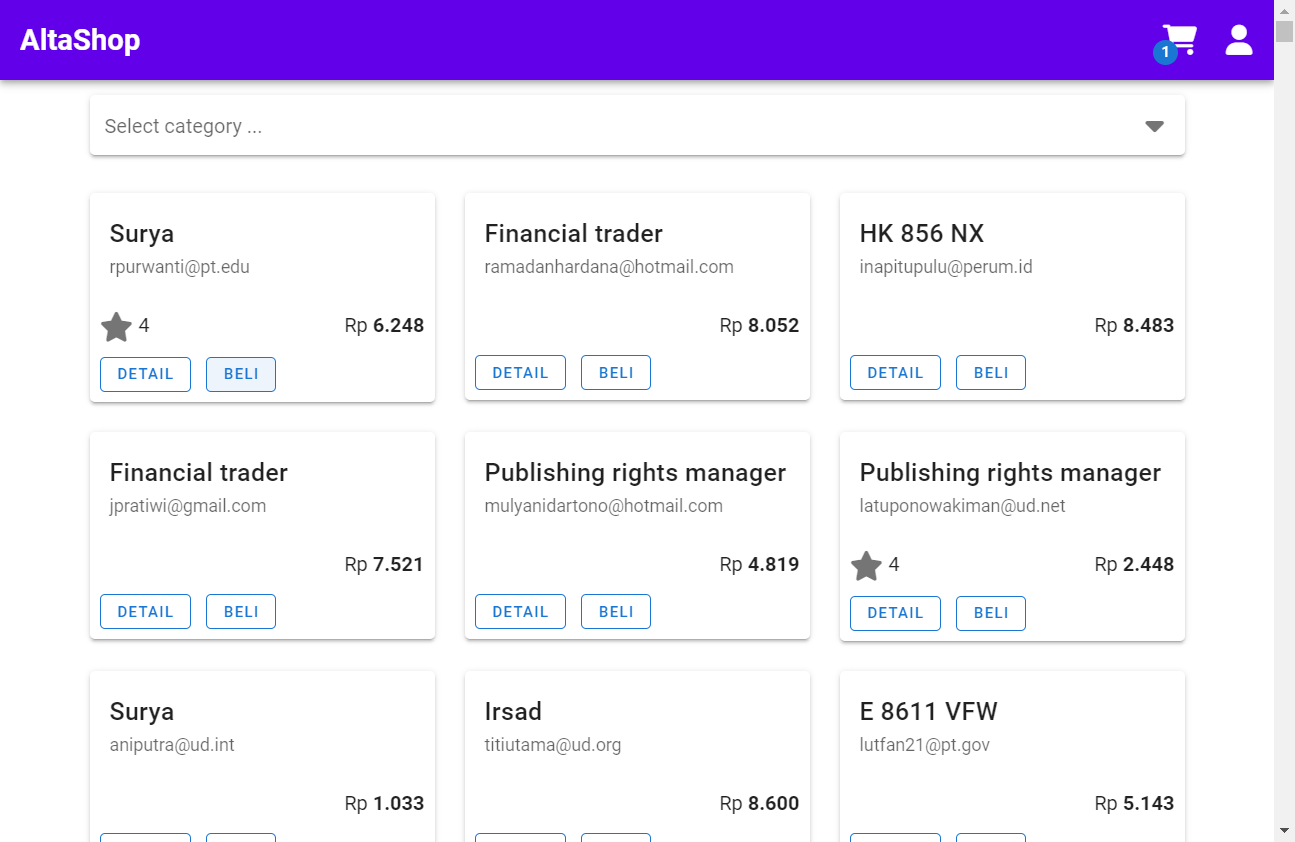 AltaShop
1
Select category ...
Surya
rpurwanti@pt.edu
4
Rp 6.248
DETAIL
BELI
Financial trader
ramadanhardana@hotmail.com
Rp 8.052
DETAIL
BELI
HK 856 NX
inapitupulu@perum.id
Rp 8.483
DETAIL
BELI
Financial trader
jpratiwi@gmail.com
Rp 7.521
DETAIL
BELI
Publishing rights manager
mulyanidartono@hotmail.com
Rp 4.819
DETAIL
BELI
Publishing rights manager
latuponowakiman@ud.net
4
Rp 2.448
DETAIL
BELI
Surya
aniputra@ud.int
Rp 1.033
Irsad
titiutama@ud.org
Rp 8.600
E 8611 VFW
lutfan21@pt.gov
Rp 5.143